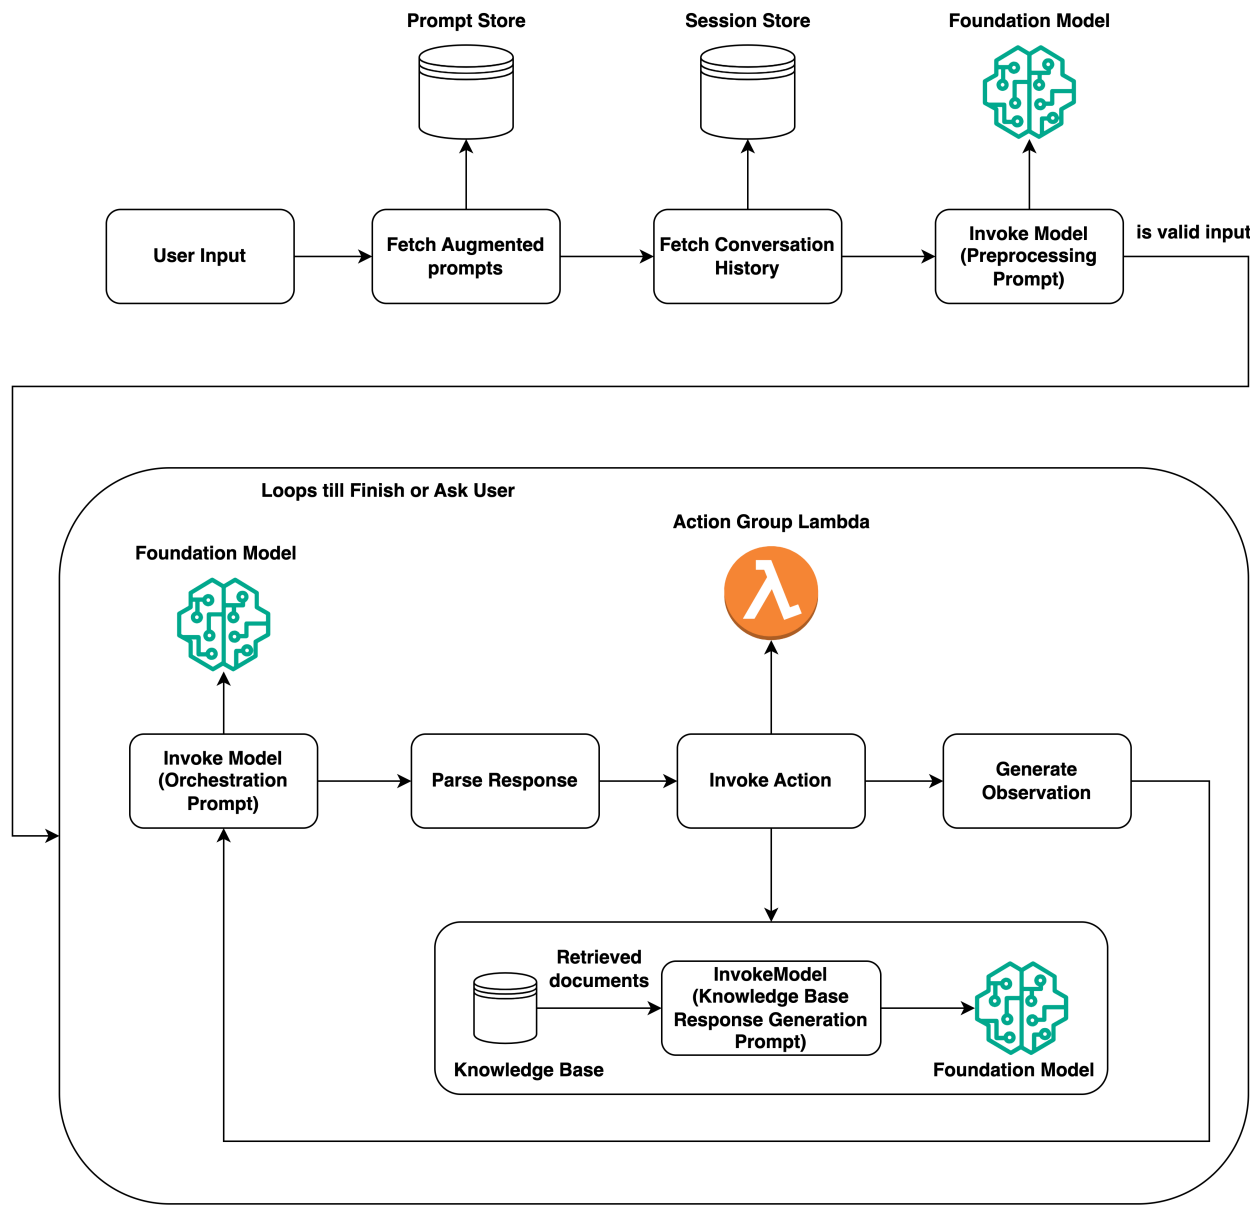 Prompt Store
Session Store
Foundation Model
User Input
Fetch Augmented
prompts
Fetch Conversation
History
Invoke Model
(Preprocessing
Prompt)
is valid input
Loops till Finish or Ask User
Foundation Model
Action Group Lambda
Invoke Model
(Orchestration
Prompt)
Parse Response
Invoke Action
Generate
Observation
Retrieved
documents
InvokeModel
(Knowledge Base
Response Generation
Prompt)
Knowledge Base
Foundation Model